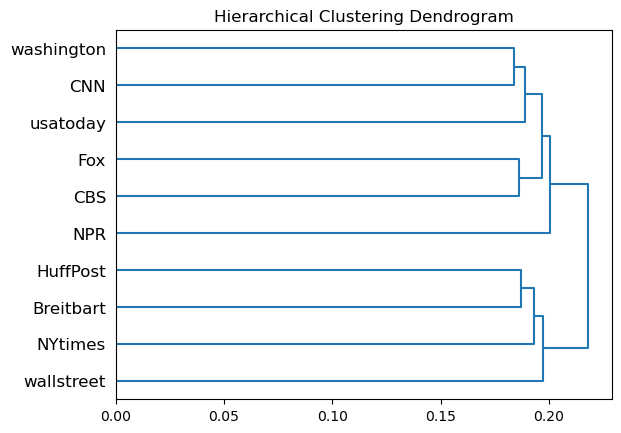 Hierarchical Clustering Dendrogram
washington
CNN
usatoday
Fox
CBS
NPR
HuffPost
Breitbart
NYtimes
wallstreet
0.00 0.05 0.10 0.15 0.20